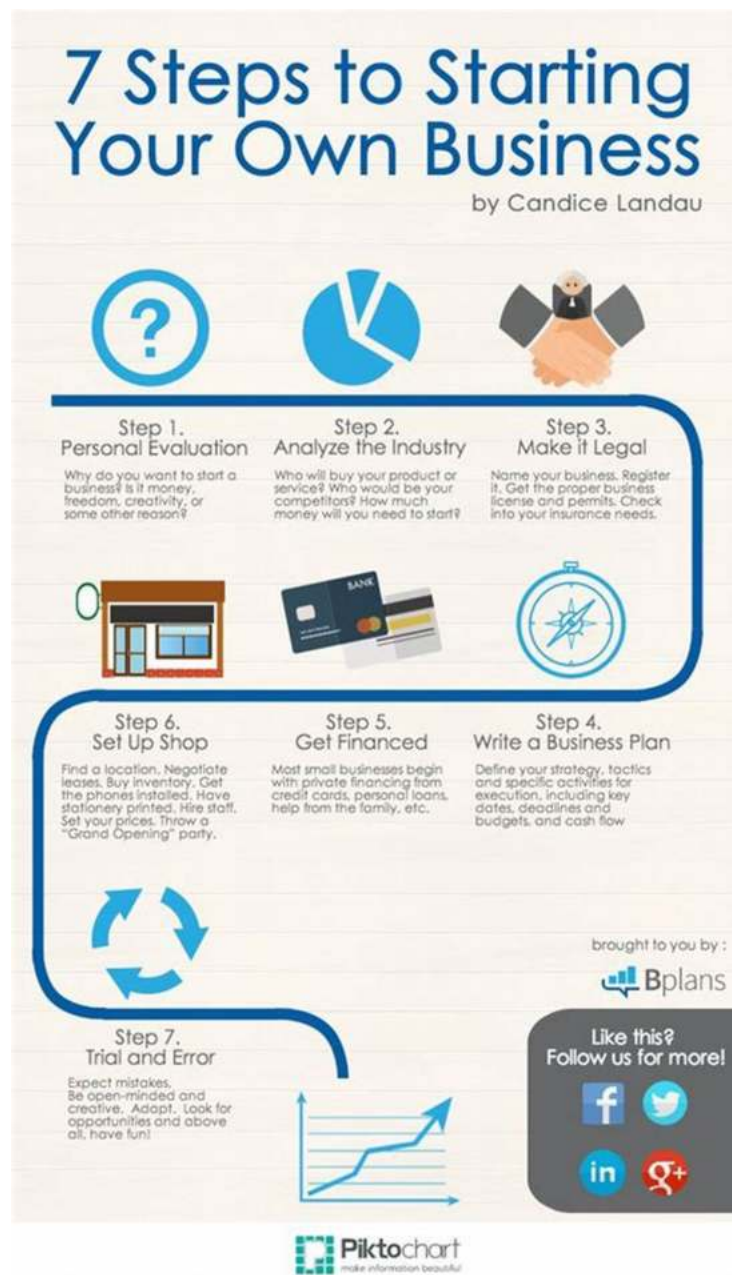 7 Steps to Starting
Your Own Business
by Candice Landau
?
Step 1.
Personal Evaluation
Why do you want to start a
business? Is it money,
freedom, creativity, or
some other reason?
Step 2.
Analyze the Industry
Who will buy your product or
service? Who would be your
competitors? How much
money will you need to start?
Step 3.
Make it Legal
Name your business. Register
it. Get the proper business
license and permits. Check
into your insurance needs.
BANK
Step 4.
Write a Business Plan
Define your strategy, tactics
and specific activities for
execution, including key
dates, deadlines and
budgets, and cash flow
Step 5.
Get Financed
Most small businesses begin
with private financing from
credit cards, personal loans,
help from the family, etc.
Step 6.
Set Up Shop
Find a location. Negotiate
leases. Buy inventory. Get
the phones installed. Have
stationery printed. Hire staff.
Set your prices. Throw a
"Grand Opening" party.
Step 7.
Trial and Error
Expect mistakes.
Be open-minded and
creative. Adapt. Look for
opportunities and above
all, have fun!
brought to you by :
Bplans
Like this?
Follow us for more!
f
in
g+
Piktochart
make information beautiful